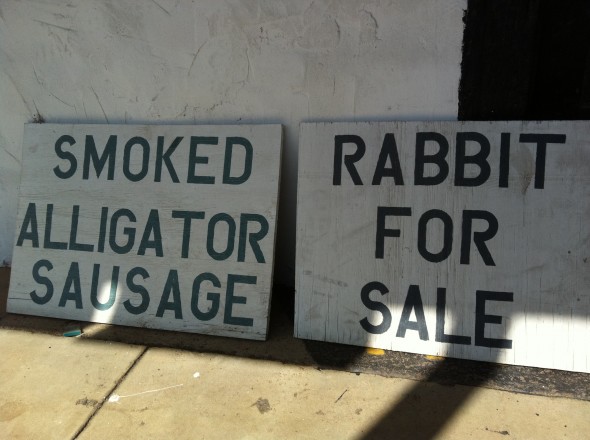 SMOKED
ALLIGATOR
SAUSAGE
RABBIT
FOR
SALE